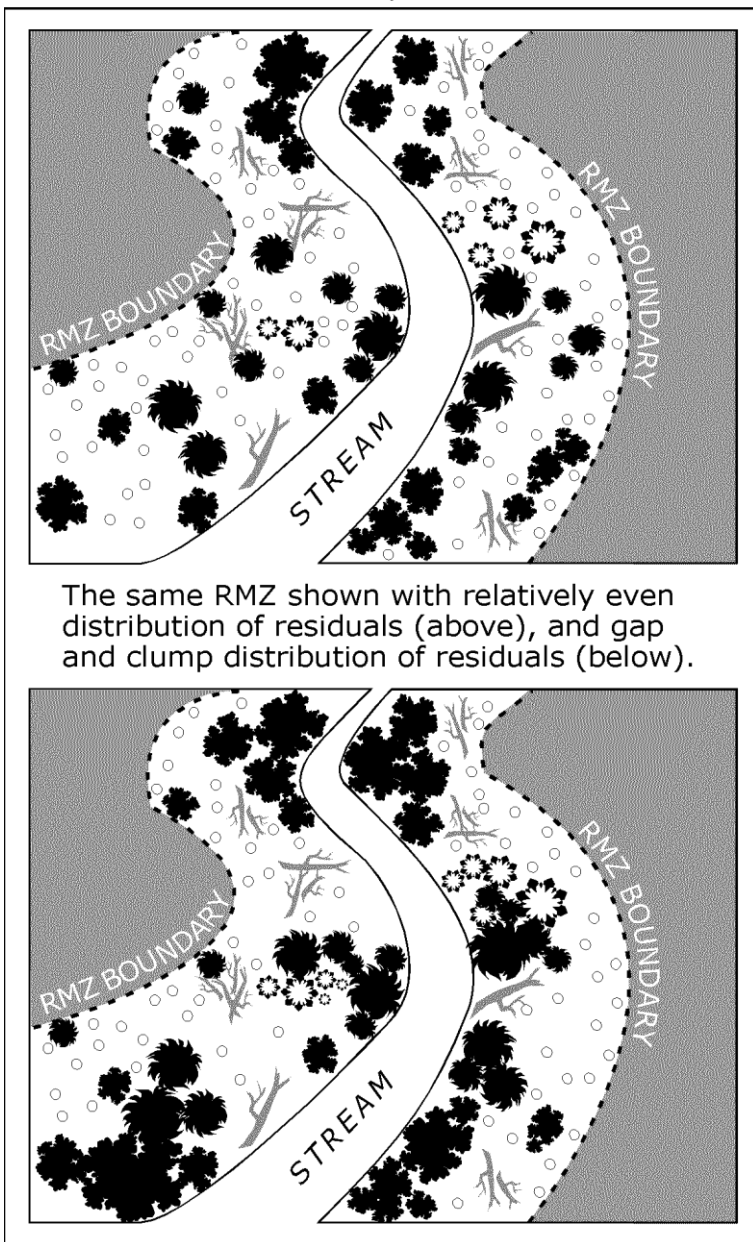 RMZ BOUNDARY
RMZ BOUNDARY
STREAM
The same RMZ shown with relatively even
distribution of residuals (above), and gap
and clump distribution of residuals (below).
RMZ BOUNDARY
RMZ BOUNDARY
STREAM